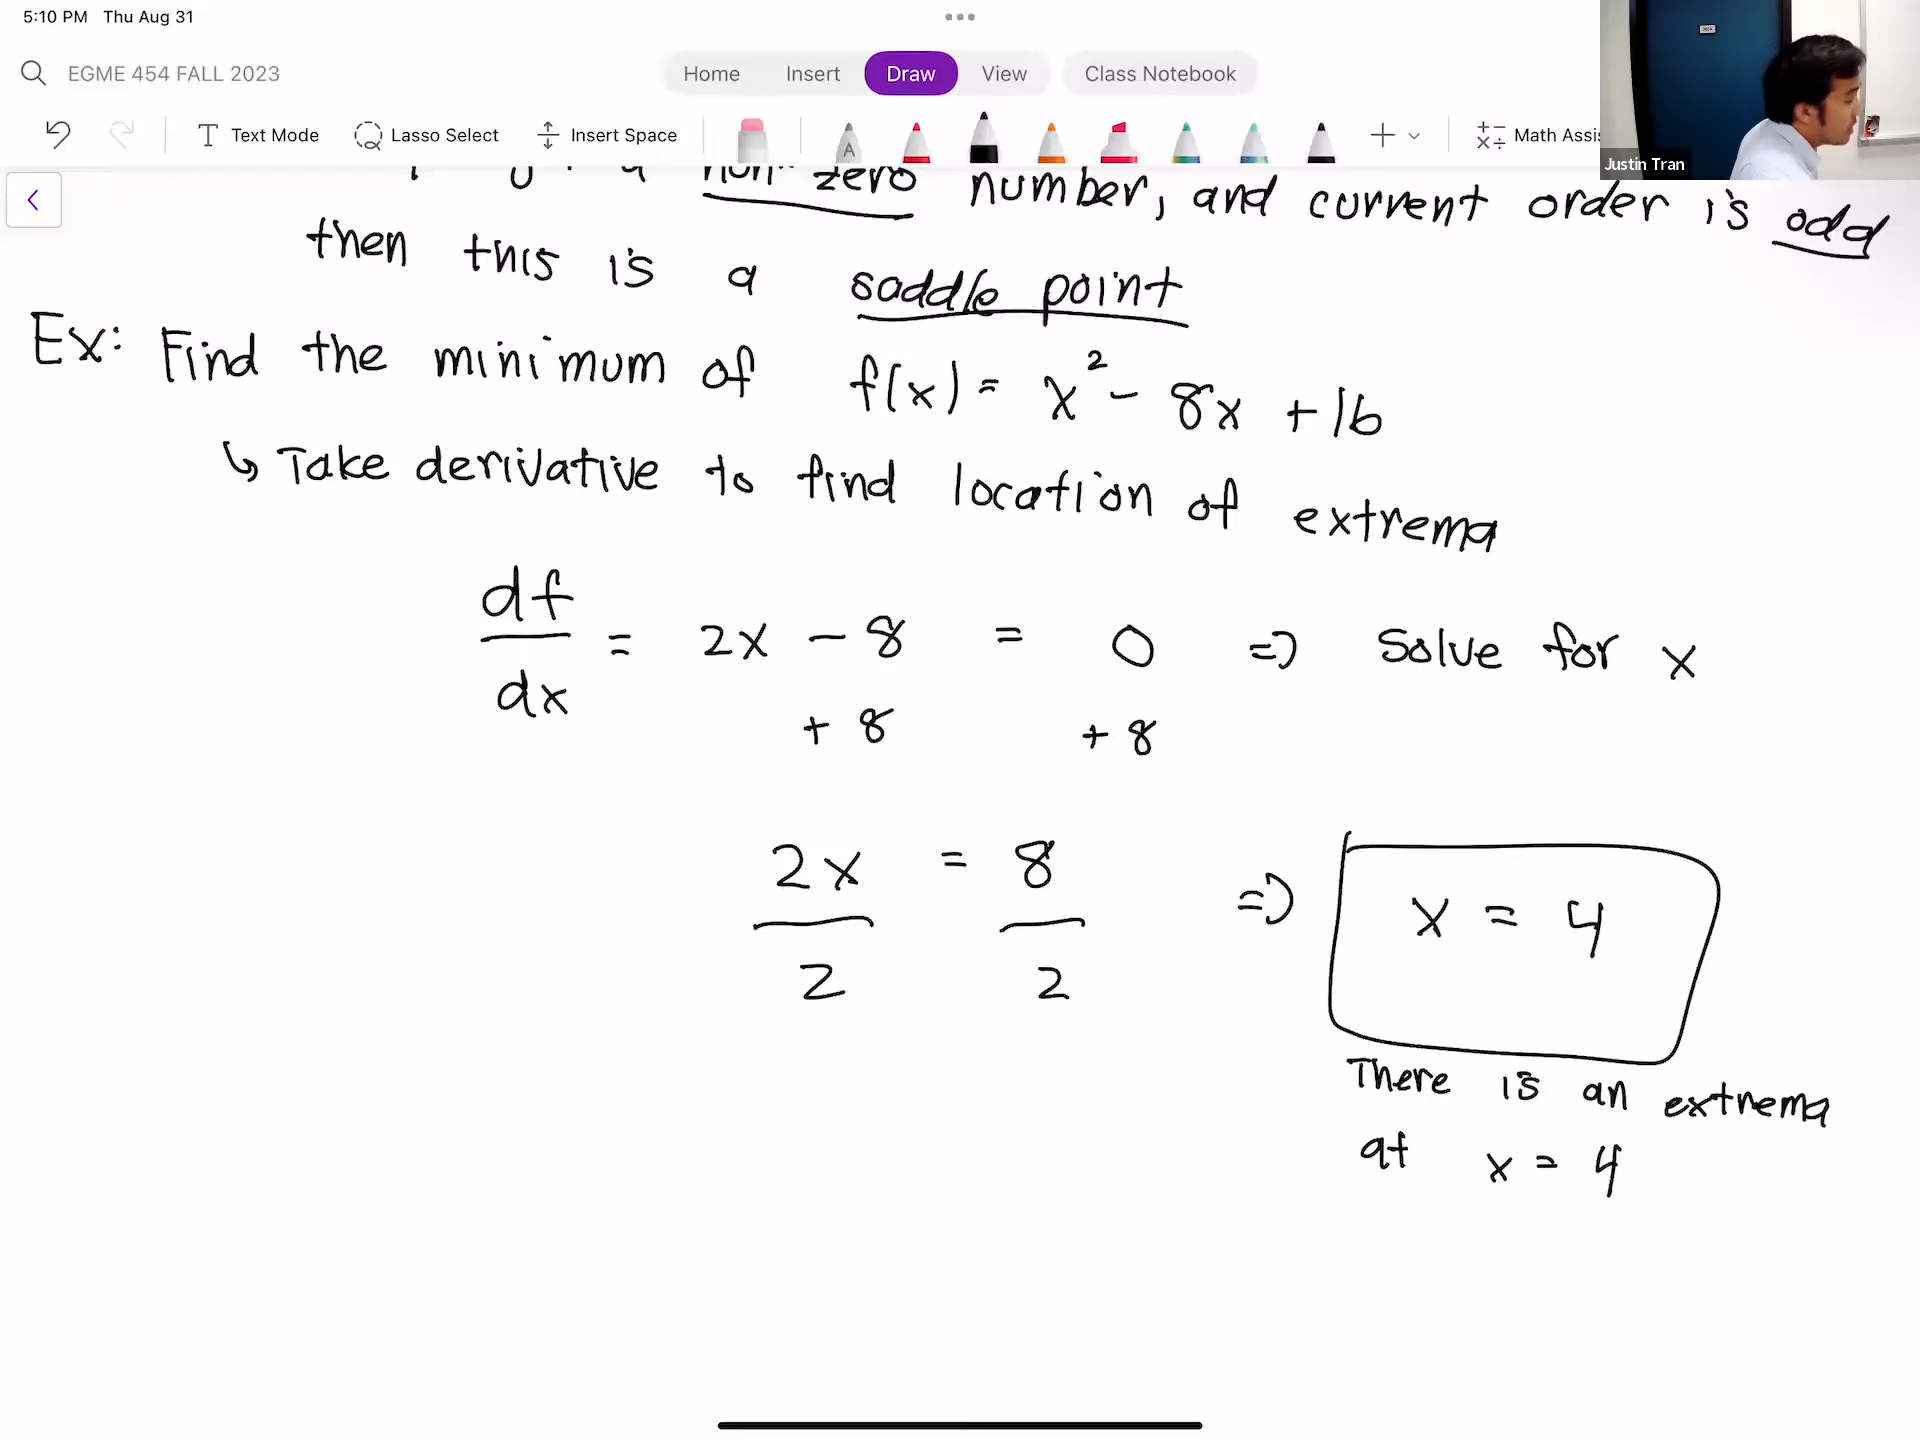 5:10 PM Thu Aug 31
EGME 454 FALL 2023
Home Insert Draw View Class Notebook
Text Mode Lasso Select Insert Space Math Assis
Justin Tran
non-zero number, and current order is odd
then this is a saddle point
Ex: Find the minimum of f(x) = x² - 8x + 16
↳ Take derivative to find location of extrema
df/dx = 2x - 8 = 0 => Solve for x
+ 8 + 8
2x/2 = 8/2 => x = 4
There is an extrema
at x = 4